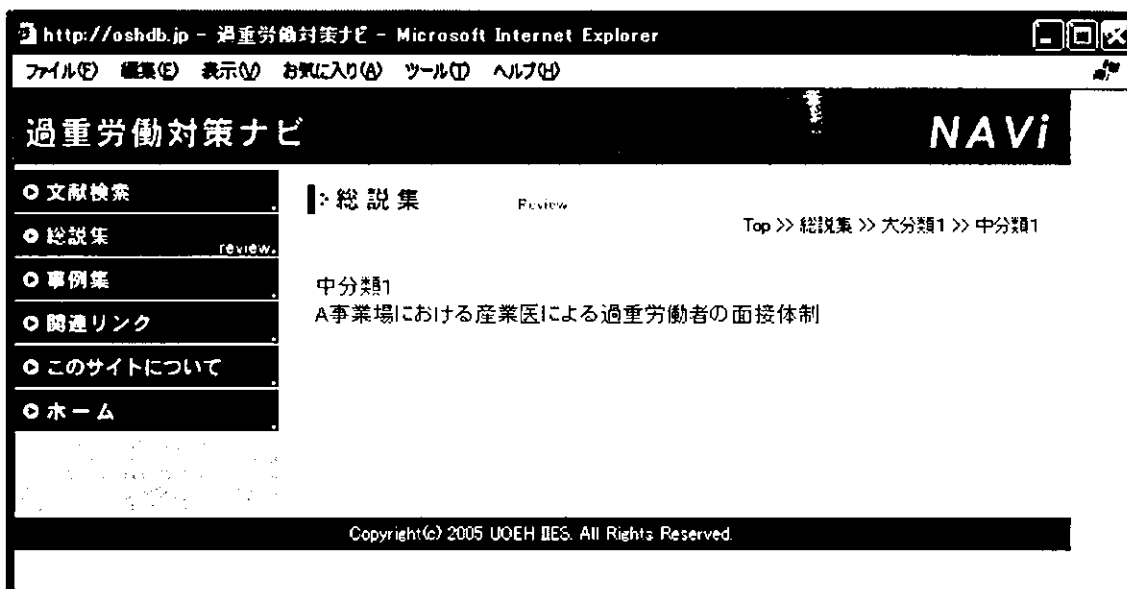 http://oshdb.jp - 過重労働対策ナビ - Microsoft Internet Explorer
ファイル(F) 編集(E) 表示(V) お気に入り(A) ツール(T) ヘルプ(H)
過重労働対策ナビ
NAVi
文献検索
総説集
review.
事例集
関連リンク
このサイトについて
ホーム
総説集 Review
Top >> 総説集 >> 大分類1 >> 中分類1
中分類1
A事業場における産業医による過重労働者の面接体制
Copyright(c) 2005 UOEH IIES. All Rights Reserved.